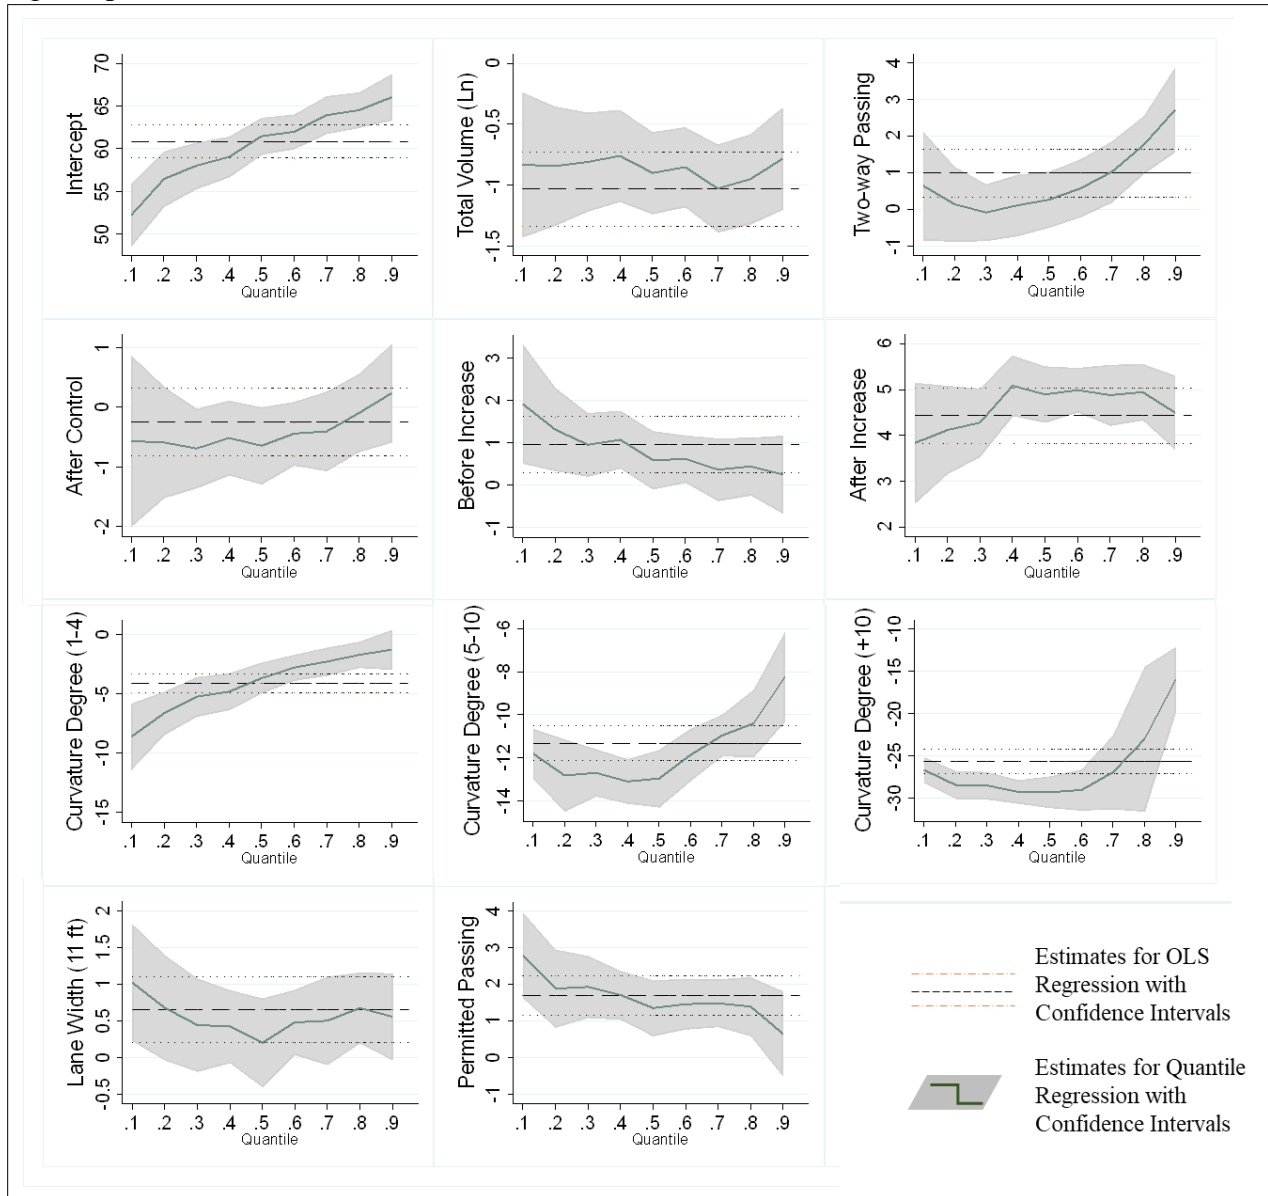 Intercept
70
65
60
55
50
.1 .2 .3 .4 .5 .6 .7 .8 .9
Quantile
Total Volume (Ln)
0
-0.5
-1
-1.5
.1 .2 .3 .4 .5 .6 .7 .8 .9
Quantile
Two-way Passing
4
3
2
1
0
-1
.1 .2 .3 .4 .5 .6 .7 .8 .9
Quantile
After Control
1
0
-1
-2
.1 .2 .3 .4 .5 .6 .7 .8 .9
Quantile
Before Increase
3
2
1
0
-1
.1 .2 .3 .4 .5 .6 .7 .8 .9
Quantile
After Increase
6
5
4
3
2
.1 .2 .3 .4 .5 .6 .7 .8 .9
Quantile
Curvature Degree (1-4)
0
-5
-10
-15
.1 .2 .3 .4 .5 .6 .7 .8 .9
Quantile
Curvature Degree (5-10)
-6
-8
-10
-12
-14
.1 .2 .3 .4 .5 .6 .7 .8 .9
Quantile
Curvature Degree (+10)
-10
-15
-20
-25
-30
.1 .2 .3 .4 .5 .6 .7 .8 .9
Quantile
Lane Width (11 ft)
2
1.5
1
0.5
0
-0.5
.1 .2 .3 .4 .5 .6 .7 .8 .9
Quantile
Permitted Passing
4
3
2
1
0
-1
.1 .2 .3 .4 .5 .6 .7 .8 .9
Quantile
Estimates for OLS
Regression with
Confidence Intervals
Estimates for Quantile
Regression with
Confidence Intervals